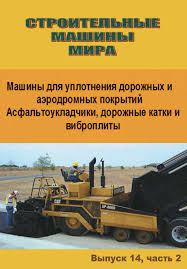 СТРОИТЕЛЬНЫЕ
МАШИНЫ
МИРА
Машины для уплотнения дорожных и
аэродромных покрытий
Асфальтоукладчики, дорожные катки и
виброплиты
Выпуск 14, часть 2